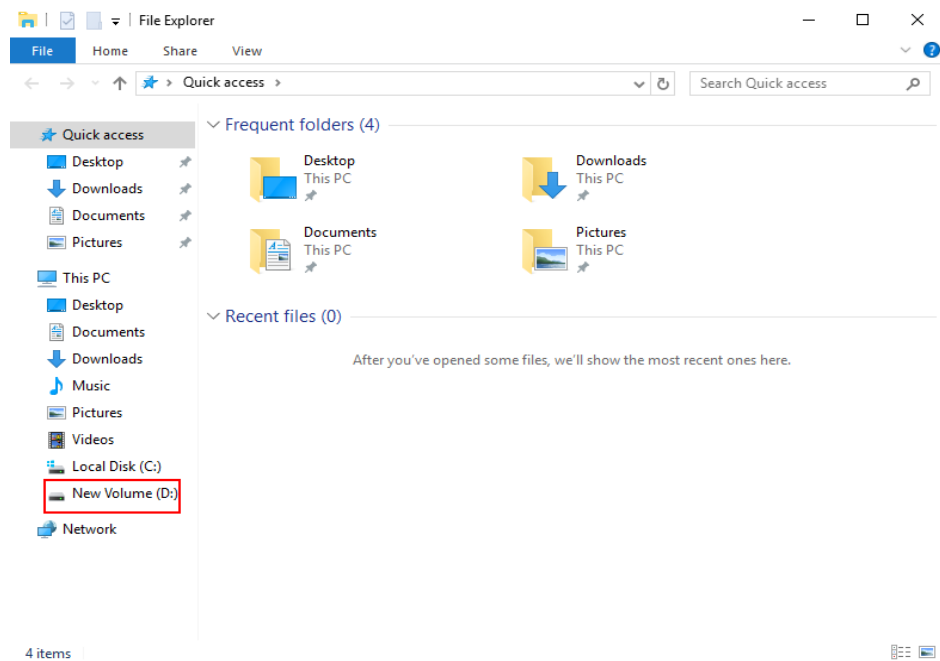 File Explorer
File Home Share View
Quick access
Search Quick access
Quick access
Desktop
Downloads
Documents
Pictures
This PC
Desktop
Documents
Downloads
Music
Pictures
Videos
Local Disk (C:)
New Volume (D:)
Network
Frequent folders (4)
Desktop
This PC
Downloads
This PC
Documents
This PC
Pictures
This PC
Recent files (0)
After you've opened some files, we'll show the most recent ones here.
4 items